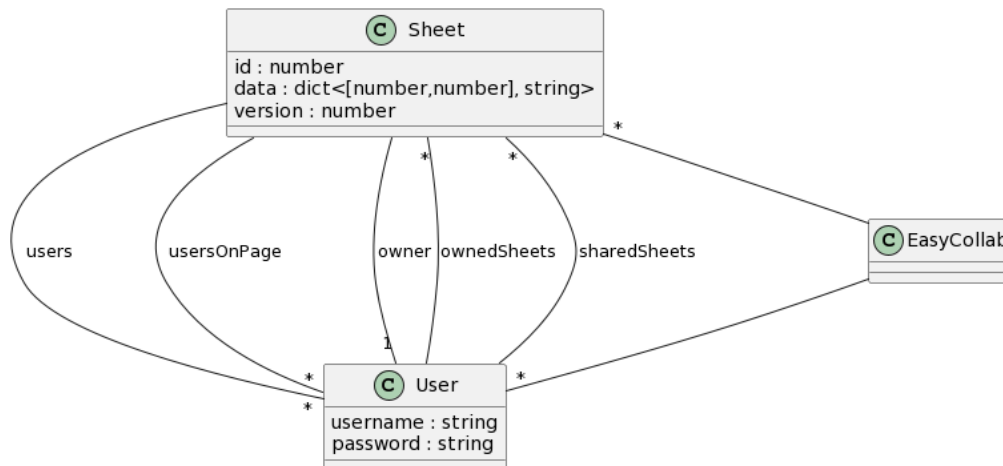 C Sheet
id : number
data : dict<[number,number], string>
version : number
*
* *
C EasyCollab
users usersOnPage owner ownedSheets sharedSheets
1
* *
*
C User
username : string
password : string